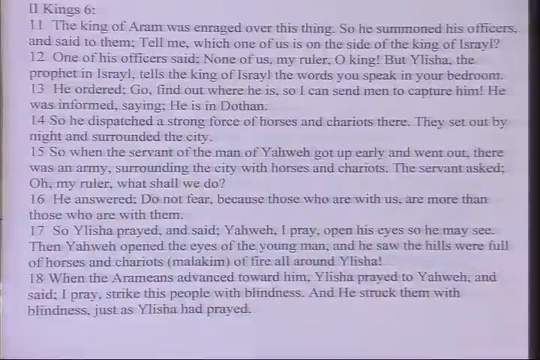 II Kings 6:
11 The king of Aram was enraged over this thing. So he summoned his officers,
and said to them; Tell me, which one of us is on the side of the king of Israyl?
12 One of his officers said; None of us, my ruler, O king! But Ylisha, the
prophet in Israyl, tells the king of Israyl the words you speak in your bedroom.
13 He ordered; Go, find out where he is, so I can send men to capture him! He
was informed, saying; He is in Dothan.
14 So he dispatched a strong force of horses and chariots there. They set out by
night and surrounded the city.
15 So when the servant of the man of Yahweh got up early and went out, there
was an army, surrounding the city with horses and chariots. The servant asked;
Oh, my ruler, what shall we do?
16 He answered; Do not fear, because those who are with us, are more than
those who are with them.
17 So Ylisha prayed, and said; Yahweh, I pray, open his eyes so he may see.
Then Yahweh opened the eyes of the young man, and he saw the hills were full
of horses and chariots (malakim) of fire all around Ylisha!
18 When the Arameans advanced toward him, Ylisha prayed to Yahweh, and
said; I pray, strike this people with blindness. And He struck them with
blindness, just as Ylisha had prayed.